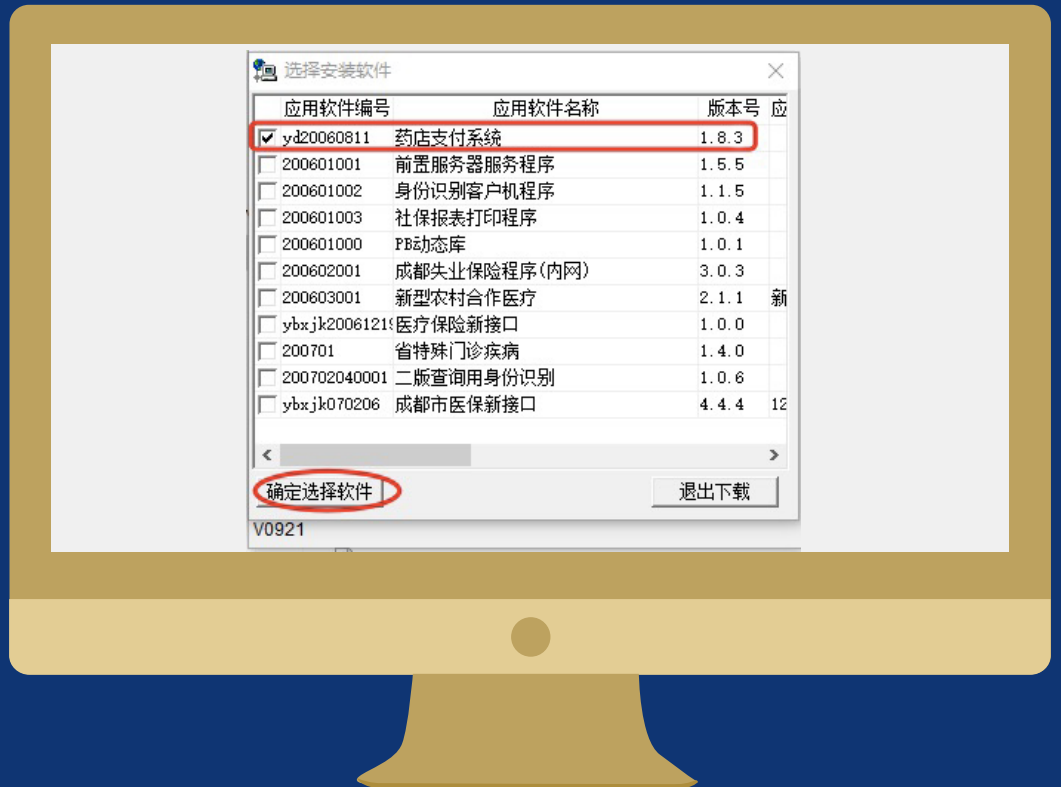 选择安装软件
应用软件编号 应用软件名称 版本号 应
yd20060811 药店支付系统 1.8.3
200601001 前置服务器服务程序 1.5.5
200601002 身份识别客户机程序 1.1.5
200601003 社保报表打印程序 1.0.4
200601000 PB动态库 1.0.1
200602001 成都失业保险程序(内网) 3.0.3
200603001 新型农村合作医疗 2.1.1 新
ybxjk20061219 医疗保险新接口 1.0.0
200701 省特殊门诊疾病 1.4.0
200702040001 二版查询用身份识别 1.0.6
ybxjk070206 成都市医保新接口 4.4.4 12
确定选择软件 退出下载
V0921